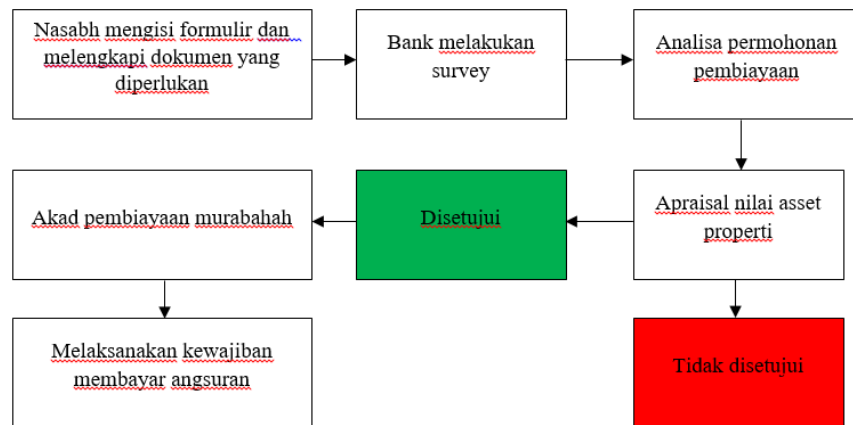 Nasabh mengisi formulir dan
melengkapi dokumen yang
diperlukan
Bank melakukan
survey
Analisa permohonan
pembiayaan
Apraisal nilai asset
properti
Disetujui
Akad pembiayaan murabahah
Melaksanakan kewajiban
membayar angsuran
Tidak disetujui